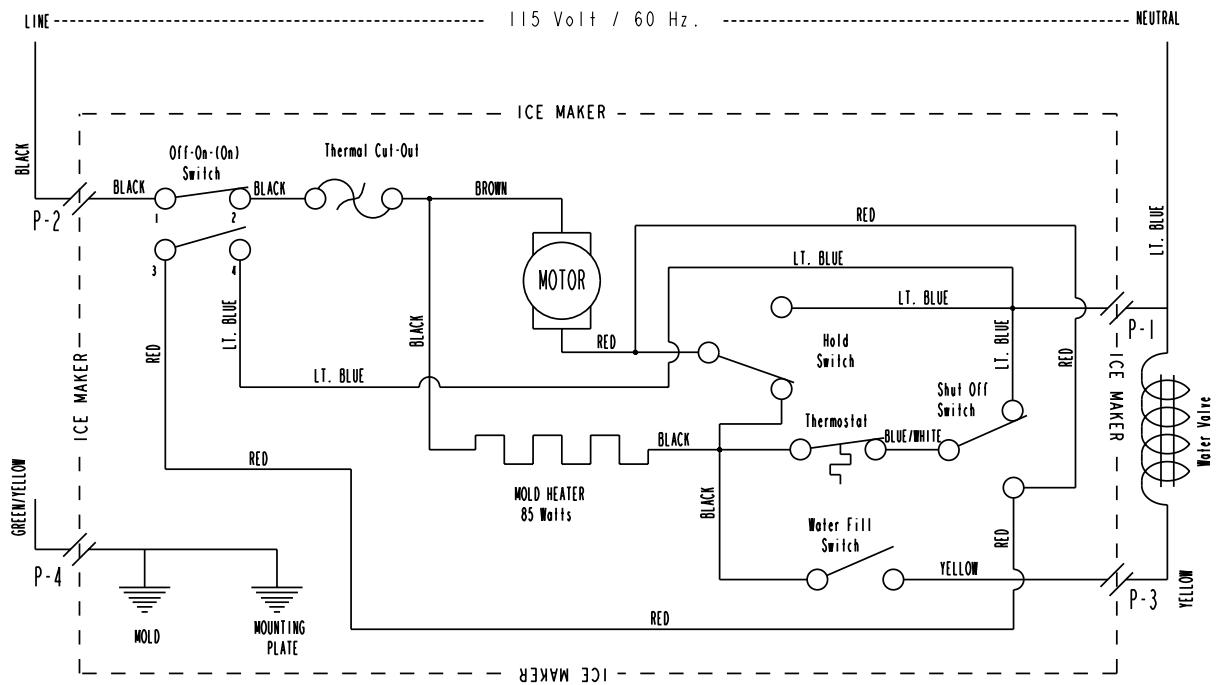 LINE
115 Volt / 60 Hz.
NEUTRAL
ICE MAKER
BLACK
Off-On-(On)
Switch
Thermal Cut-Out
BLACK
BLACK
BROWN
P-2
1
2
3
4
RED
LT. BLUE
LT. BLUE
MOTOR
LT. BLUE
LT. BLUE
P-1
BLACK
RED
Hold
Switch
LT. BLUE
RED
RED
LT. BLUE
LT. BLUE
Shut Off
Switch
ICE MAKER
ICE MAKER
Thermostat
BLUE/WHITE
BLACK
Water Valve
RED
MOLD HEATER
85 Watts
BLACK
GREEN/YELLOW
Water Fill
Switch
RED
YELLOW
P-4
P-3
YELLOW
MOLD
MOUNTING
PLATE
RED
ICE MAKER